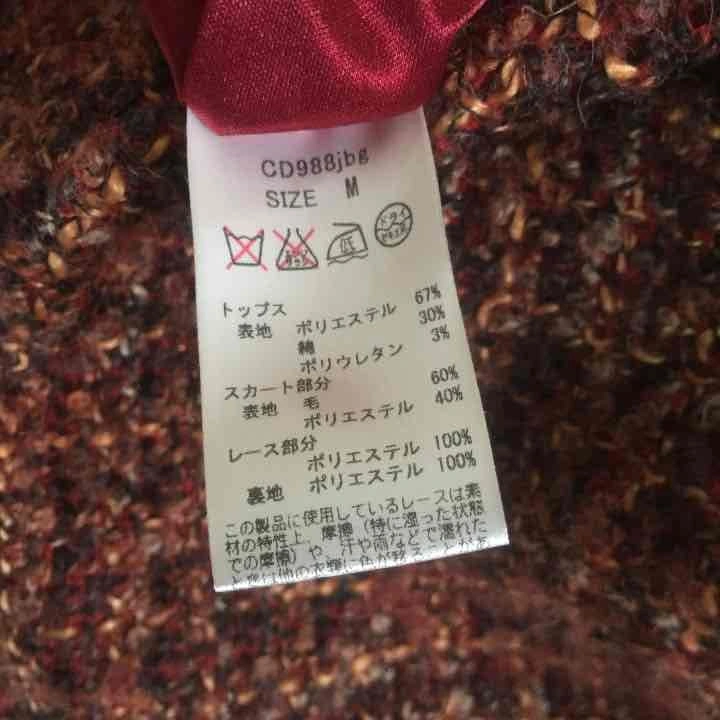 CD988jbg
SIZE M
低
ドライ
トップス
表地 ポリエステル 67%
綿 30%
ポリウレタン 3%
スカート部分
表地 毛 60%
ポリエステル 40%
レース部分
ポリエステル 100%
裏地 ポリエステル 100%
この製品に使用しているレースは素
材の特性上、摩擦(特に湿った状態
での摩擦)や、汗や雨などで濡れた